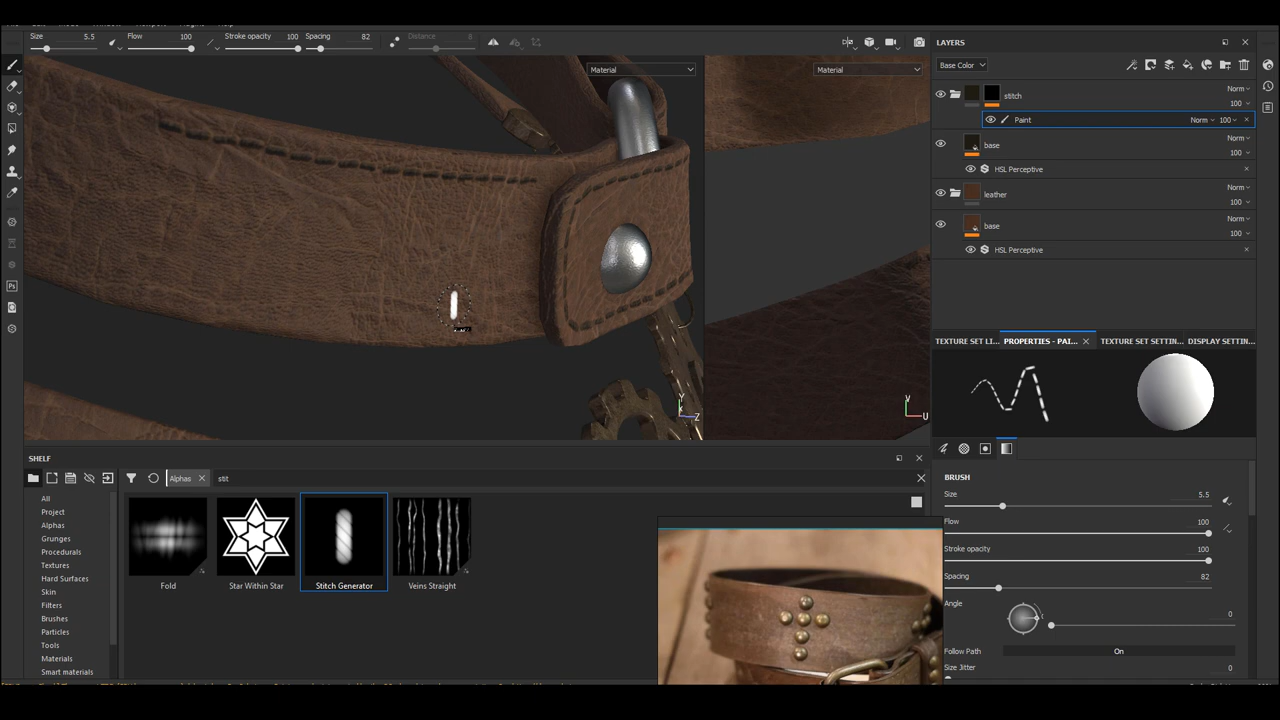 Size 5.5 Flow 100 Stroke opacity 100 Spacing 82 Distance 8
Material
Material
Y
Z
V
U
LAYERS
Base Color
stitch Norm 100
Paint Norm 100
base Norm 100
HSL Perceptive
leather Norm 100
base Norm 100
HSL Perceptive
TEXTURE SET LI... PROPERTIES - PAI... TEXTURE SET SETTIN... DISPLAY SETTIN...
BRUSH
Size 5.5
Flow 100
Stroke opacity 100
Spacing 82
Angle 0
Follow Path On
Size Jitter 0
SHELF
Alphas stit
All
Project
Alphas
Grunges
Procedurals
Textures
Hard Surfaces
Skin
Filters
Brushes
Particles
Tools
Materials
Smart materials
Fold Star Within Star Stitch Generator Veins Straight
Ps